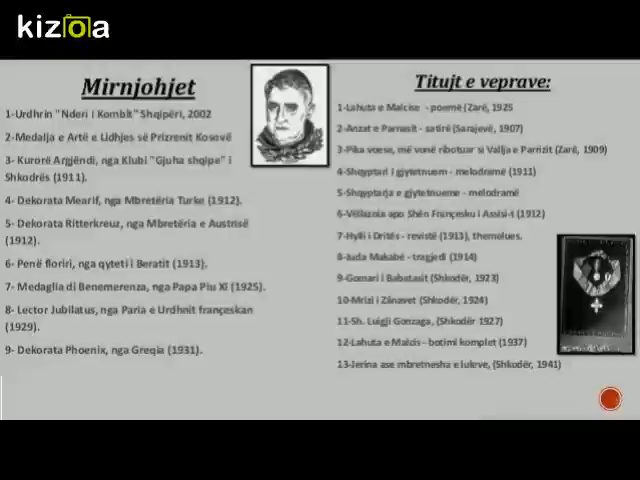 kizoa
Mirnjohjet
1-Urdhrin "Nderi i Kombit" Shqipëri, 2002
2-Medalja e Artë e Lidhjes së Prizrenit Kosovë
3- Kurorë Argjëndi, nga Klubi "Gjuha shqipe" i
Shkodrës (1911).
4- Dekorata Mearif, nga Mbretëria Turke (1912).
5- Dekorata Ritterkreuz, nga Mbretëria e Austrisë
(1912).
6- Penë floriri, nga qyteti i Beratit (1913).
7- Medaglia di Benemerenza, nga Papa Piu XI (1925).
8- Lector Jubilatus, nga Paria e Urdhnit françeskan
(1929).
9- Dekorata Phoenix, nga Greqia (1931).
Titujt e veprave:
1-Lahuta e Malcise - poemë (Zarë, 1925
2-Anzat e Parnasit - satirë (Sarajevë, 1907)
3-Pika voese, më vonë ribotuar si Vallja e Parrizit (Zarë, 1909)
4-Shqyptari i gjytetnuem - melodramë (1911)
5-Shqyptarja e gjytetnueme - melodramë
6-Vëllaznia apo Shën Françesku i Assisi-t (1912)
7-Hylli i Dritës - revistë (1913), themelues.
8-Juda Makabé - tragjedi (1914)
9-Gomari i Babatasit (Shkodër, 1923)
10-Mrizi i Zânavet (Shkodër, 1924)
11-Sh. Luigji Gonzaga, (Shkodër 1927)
12-Lahuta e Malcis - botimi komplet (1937)
13-Jerina ase mbretnesha e luleve, (Shkodër, 1941)